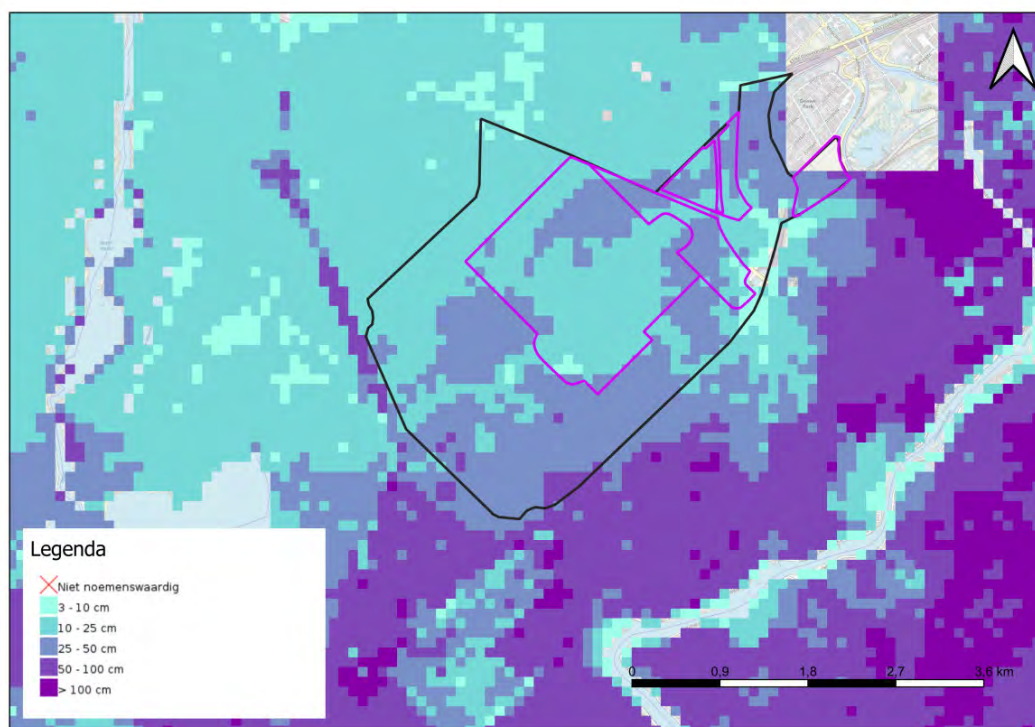 Legenda
Niet noemenswaardig
3 - 10 cm
10 - 25 cm
25 - 50 cm
50 - 100 cm
> 100 cm
0 0,9 1,8 2,7 3,6 km